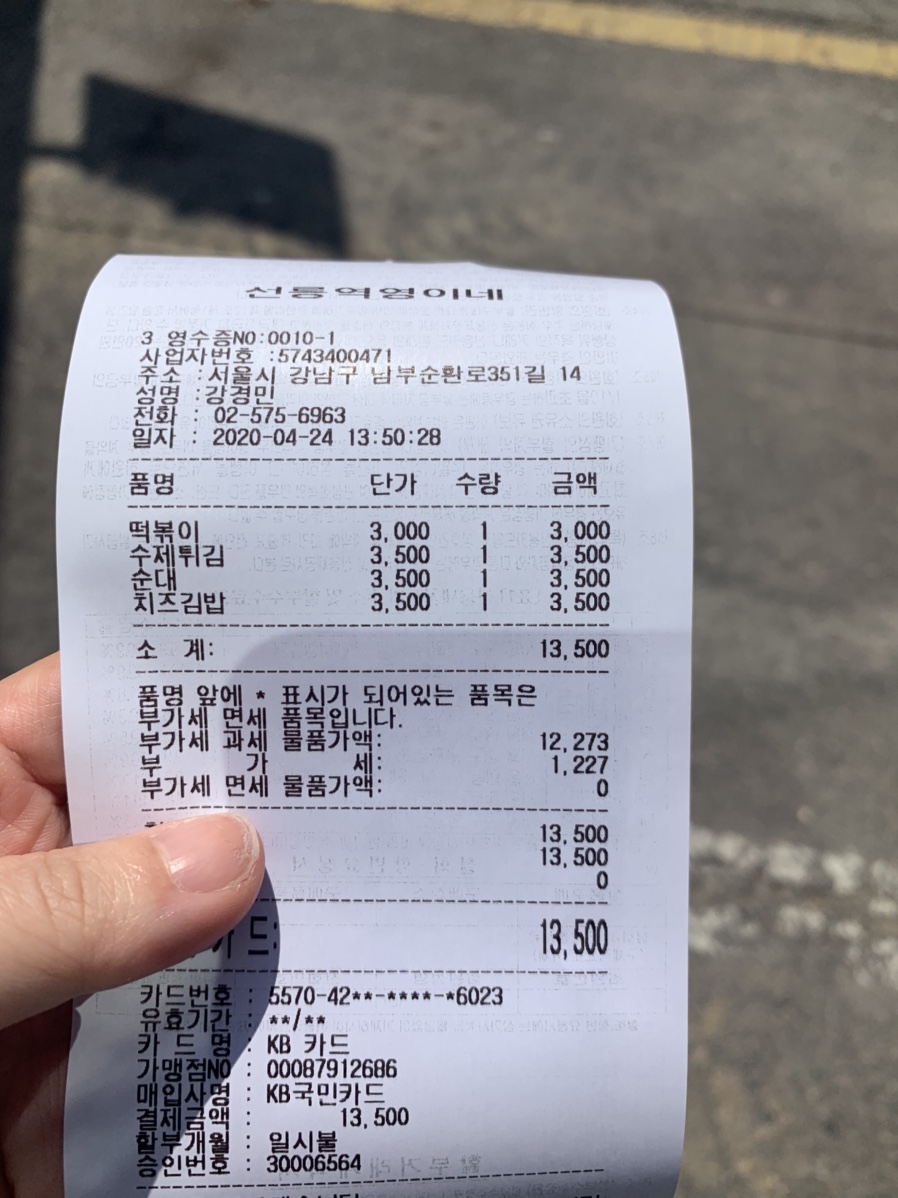 선릉역영이네
3 영수증NO:0010-1
사업자번호 :5743400471
주소 :서울시 강남구 남부순환로351길 14
성명 :강경민
전화 : 02-575-6963
일자 : 2020-04-24 13:50:28
품명 단가 수량 금액
떡볶이 3,000 1 3,000
수제튀김 3,500 1 3,500
순대 3,500 1 3,500
치즈김밥 3,500 1 3,500
소 계: 13,500
품명 앞에 * 표시가 되어있는 품목은
부가세 면세 품목입니다.
부가세 과세 물품가액: 12,273
부 가 세: 1,227
부가세 면세 물품가액: 0
13,500
13,500
0
카드: 13,500
카드번호 : 5570-42**-****-*6023
유효기간 : **/**
카 드 명 : KB 카드
가맹점NO : 00087912686
매입사명 : KB국민카드
결제금액 : 13,500
할부개월 : 일시불
승인번호 : 30006564